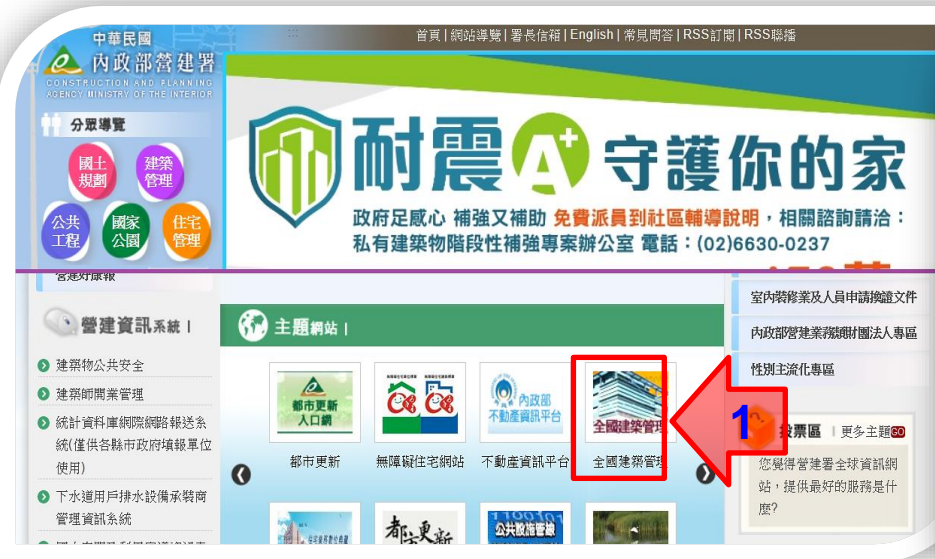 中華民國
內政部營建署
CONSTRUCTION AND PLANNING
AGENCY MINISTRY OF THE INTERIOR
首頁 | 網站導覽 | 署長信箱 | English | 常見問答 | RSS訂閱 | RSS聯播
分眾導覽
國土
規劃
建築
管理
公共
工程
國家
公園
住宅
管理
耐震A+ 守護你的家
政府足感心 補強又補助 免費派員到社區輔導說明，相關諮詢請洽：
私有建築物階段性補強專案辦公室 電話：(02)6630-0237
營建好康報
營建資訊系統 |
建築物公共安全
建築師開業管理
統計資料庫網際網路報送系
統(僅供各縣市政府填報單位
使用)
下水道用戶排水設備承裝商
管理資訊系統
主題網站 |
都市更新
入口網
內政部
不動產資訊平台
全國建築管理
都市更新
無障礙住宅網站
不動產資訊平台
全國建築管理
都市更新
公共設施管線
1
室內裝修業及人員申請換證文件
內政部營建業務類財團法人專區
性別主流化專區
投票區 | 更多主題GO
您覺得營建署全球資訊網
站，提供最好的服務是什
麼?